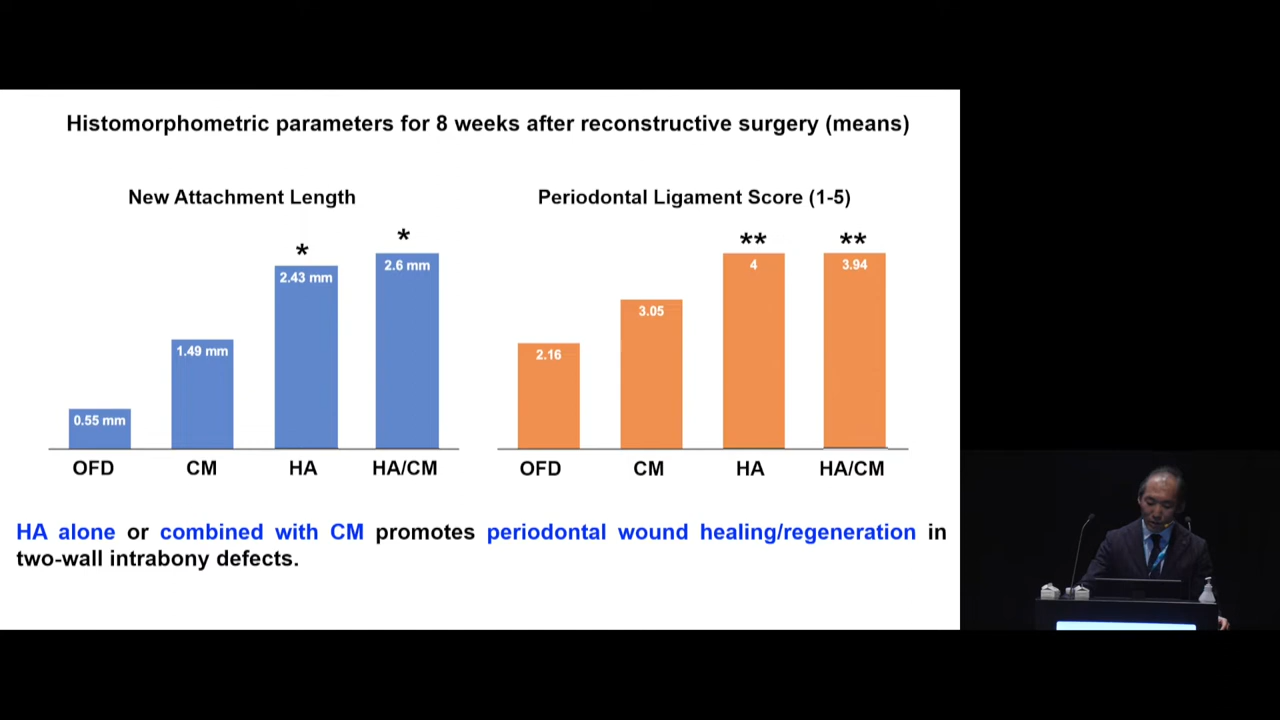 Histomorphometric parameters for 8 weeks after reconstructive surgery (means)
New Attachment Length
* *
2.43 mm
2.6 mm
1.49 mm
0.55 mm
OFD CM HA HA/CM
Periodontal Ligament Score (1-5)
** **
4
3.94
3.05
2.16
OFD CM HA HA/CM
HA alone or combined with CM promotes periodontal wound healing/regeneration in
two-wall intrabony defects.